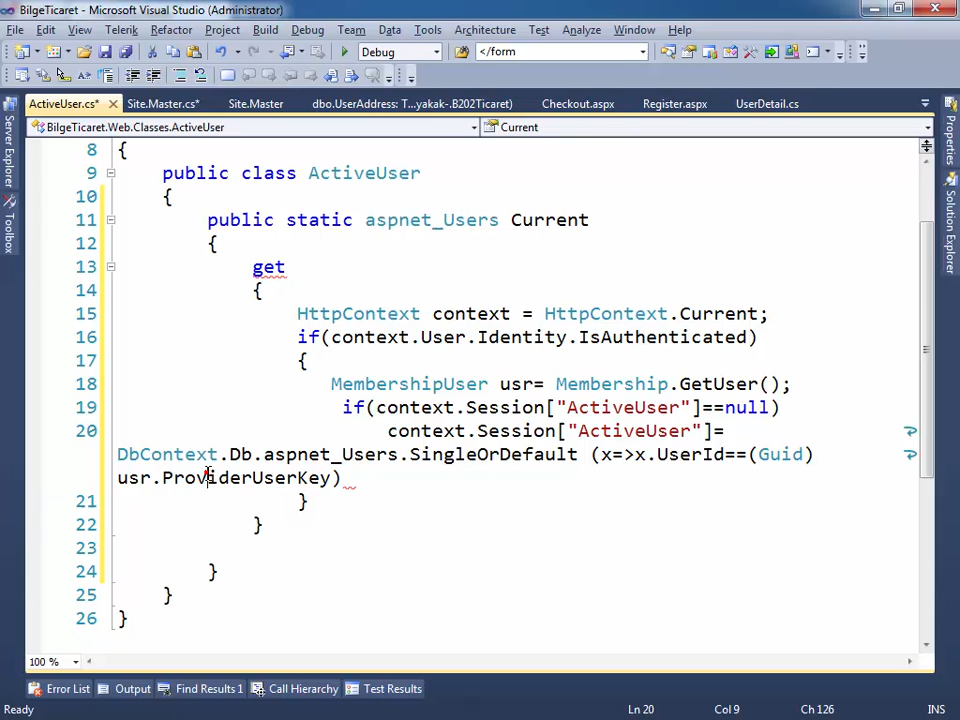 BilgeTicaret - Microsoft Visual Studio (Administrator)
File Edit View Telerik Refactor Project Build Debug Team Data Tools Architecture Test Analyze Window Help
Debug </form
ActiveUser.cs* Site.Master.cs* Site.Master dbo.UserAddress: T...yakak-.B202Ticaret) Checkout.aspx Register.aspx UserDetail.cs
BilgeTicaret.Web.Classes.ActiveUser Current
8 {
9 public class ActiveUser
10 {
11 public static aspnet_Users Current
12 {
13 get
14 {
15 HttpContext context = HttpContext.Current;
16 if(context.User.Identity.IsAuthenticated)
17 {
18 MembershipUser usr= Membership.GetUser();
19 if(context.Session["ActiveUser"]==null)
20 context.Session["ActiveUser"]=
DbContext.Db.aspnet_Users.SingleOrDefault (x=>x.UserId==(Guid)
usr.ProviderUserKey)
21 }
22 }
23
24 }
25 }
26 }
100 %
Error List Output Find Results 1 Call Hierarchy Test Results
Ready Ln 20 Col 9 Ch 126 INS
Server Explorer
Toolbox
Properties
Solution Explorer